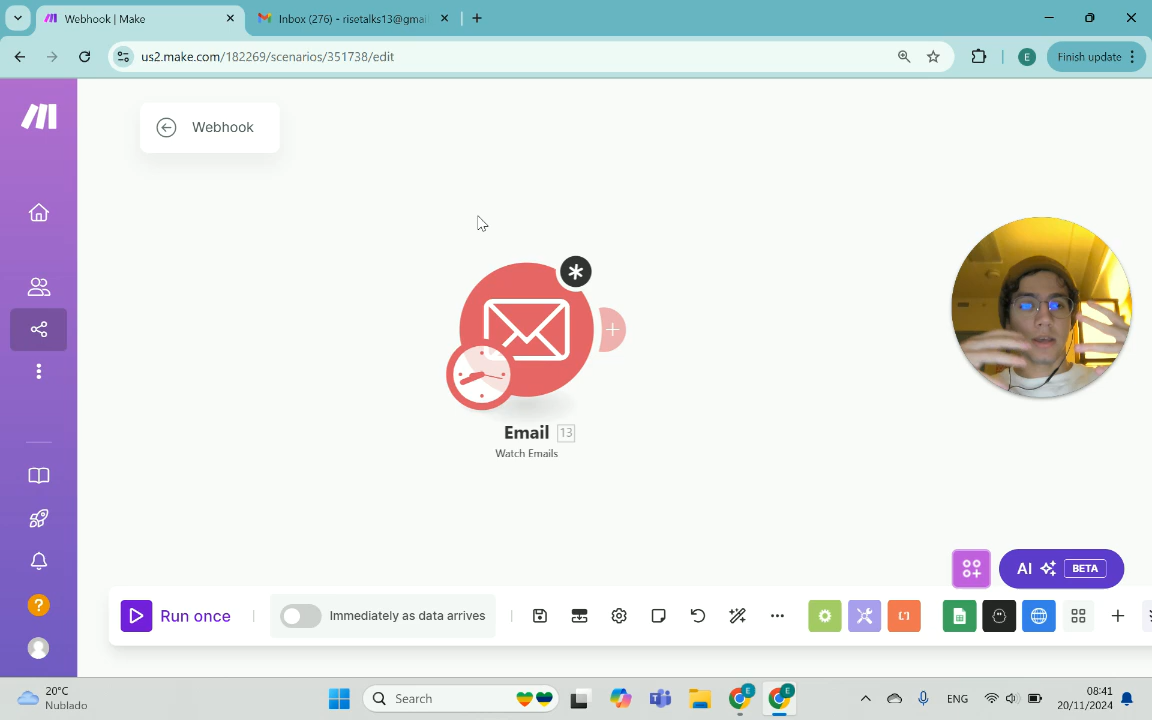 Webhook | Make
Inbox (276) - risetalks13@gmai
us2.make.com/182269/scenarios/351738/edit
E
Finish update
Webhook
Email 13
Watch Emails
AI BETA
Run once
Immediately as data arrives
20°C
Nublado
Search
ENG
08:41
20/11/2024